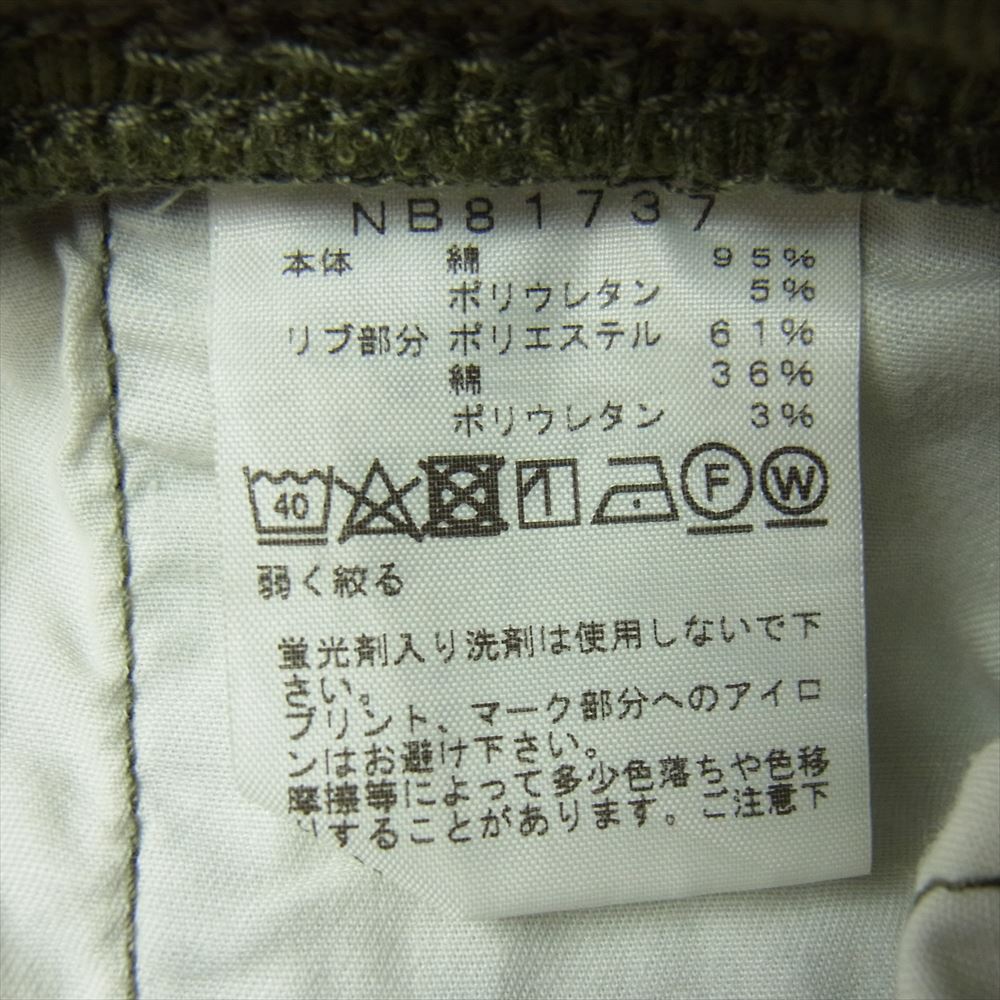 NB81737
本体 綿 95%
ポリウレタン 5%
リブ部分 ポリエステル 61%
綿 36%
ポリウレタン 3%
40 F W
弱く絞る
蛍光剤入り洗剤は使用しないで下
さい。
プリント、マーク部分へのアイロ
ンはお避け下さい。
摩擦等によって多少色落ちや色移
りすることがあります。ご注意下